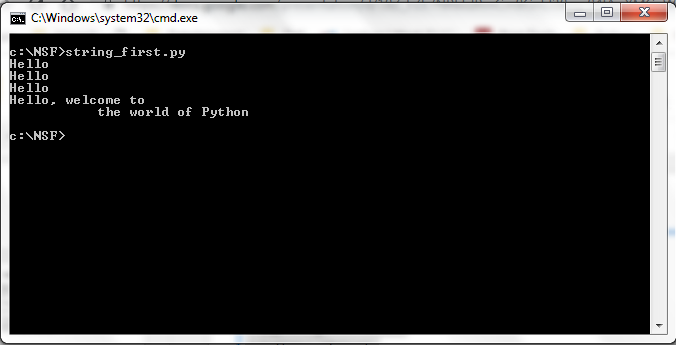 C:\Windows\system32\cmd.exe
c:\NSF>string_first.py
Hello
Hello
Hello
Hello, welcome to
           the world of Python
c:\NSF>